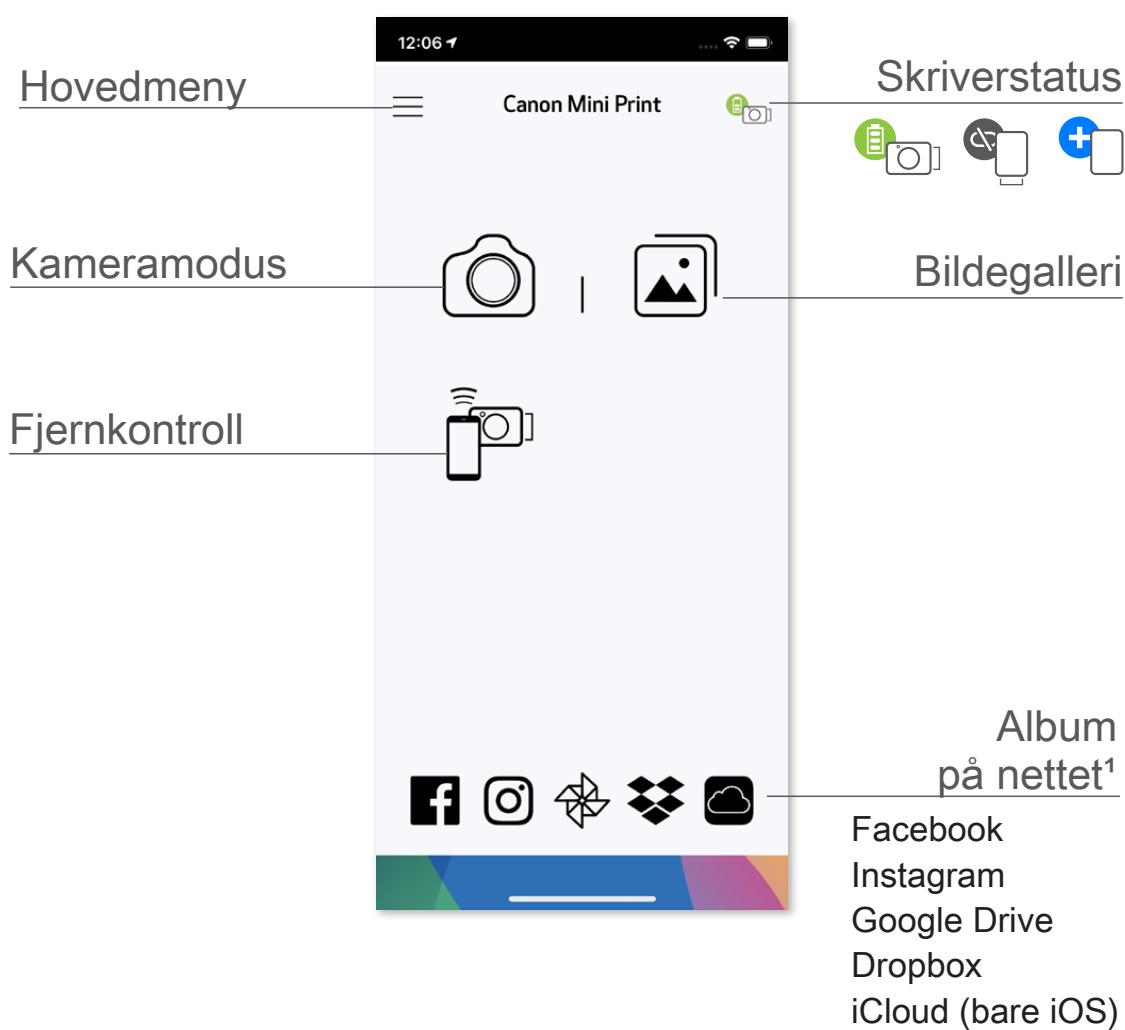 12:06
Hovedmeny
Canon Mini Print
Skriverstatus
Kameramodus
Bildegalleri
Fjernkontroll
Album
på nettet¹
Facebook
Instagram
Google Drive
Dropbox
iCloud (bare iOS)